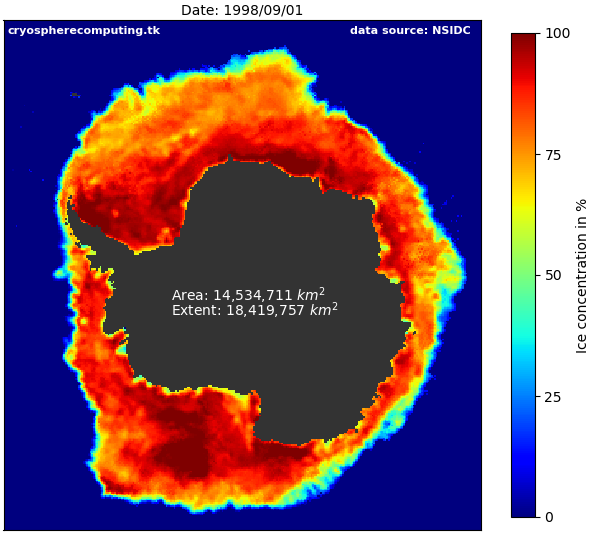 Date: 1998/09/01
cryospherecomputing.tk
data source: NSIDC
Area: 14,534,711 km²
Extent: 18,419,757 km²
100
75
50
25
0
Ice concentration in %